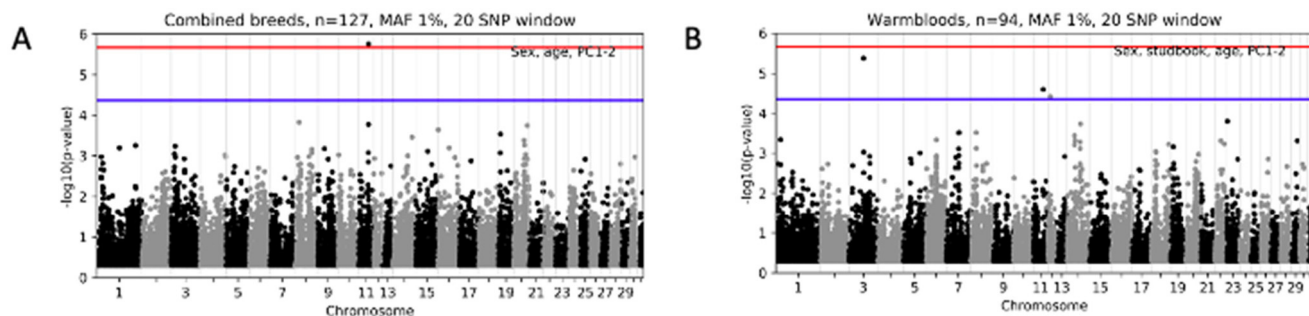 A
Combined breeds, n=127, MAF 1%, 20 SNP window
Sex, age, PC1-2
-log10(p-value)
6
5
4
3
2
1
0
1 3 5 7 9 11 13 15 17 19 21 23 25 27 29
Chromosome
B
Warmbloods, n=94, MAF 1%, 20 SNP window
Sex, studbook, age, PC1-2
-log10(p-value)
6
5
4
3
2
1
0
1 3 5 7 9 11 13 15 17 19 21 23 25 27 29
Chromosome